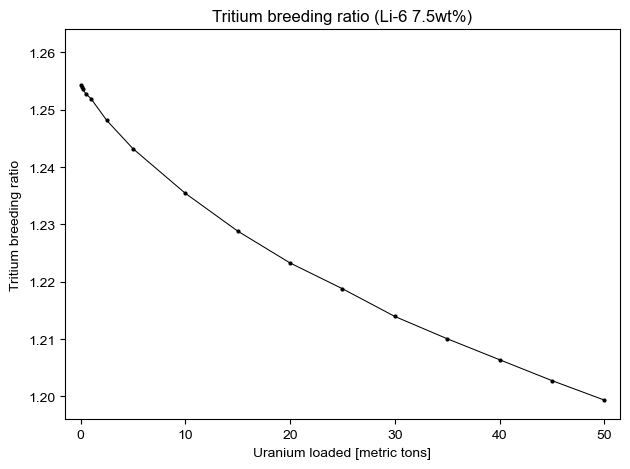 Tritium breeding ratio (Li-6 7.5wt%)
Tritium breeding ratio
1.26
1.25
1.24
1.23
1.22
1.21
1.20
0 10 20 30 40 50
Uranium loaded [metric tons]